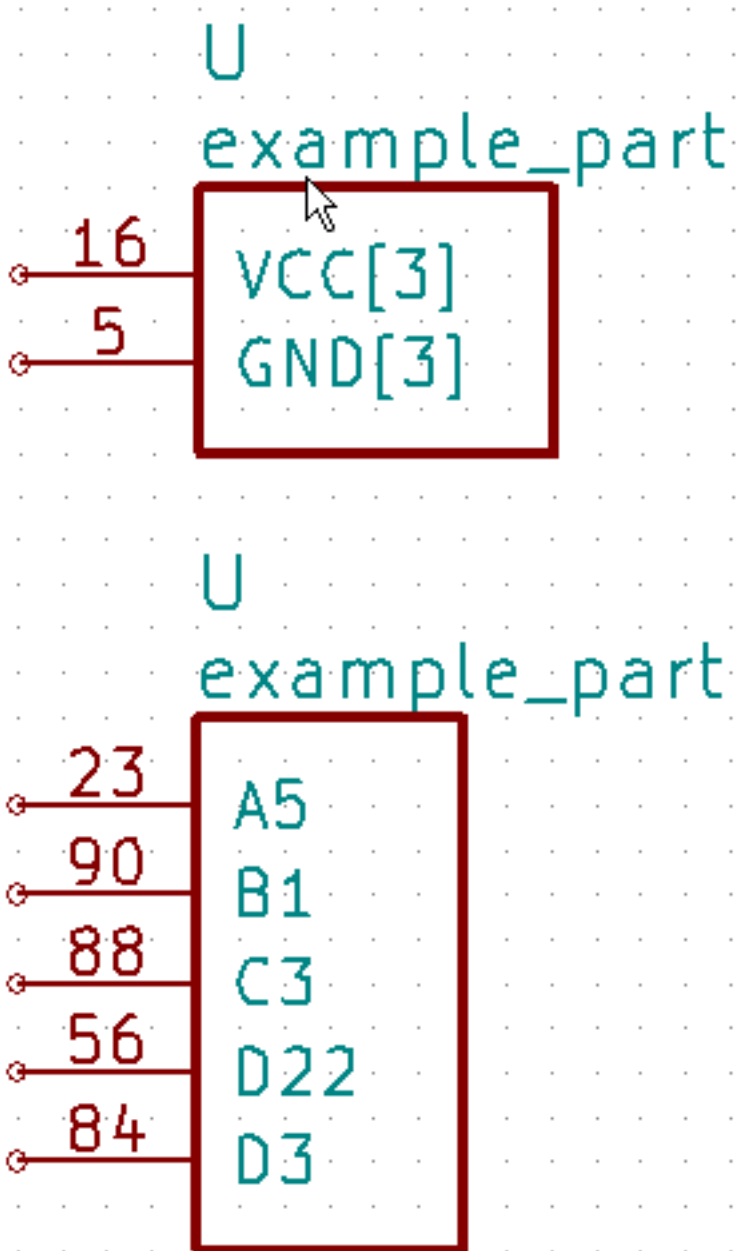 U
example_part
16 VCC[3]
5 GND[3]
U
example_part
23 A5
90 B1
88 C3
56 D22
84 D3